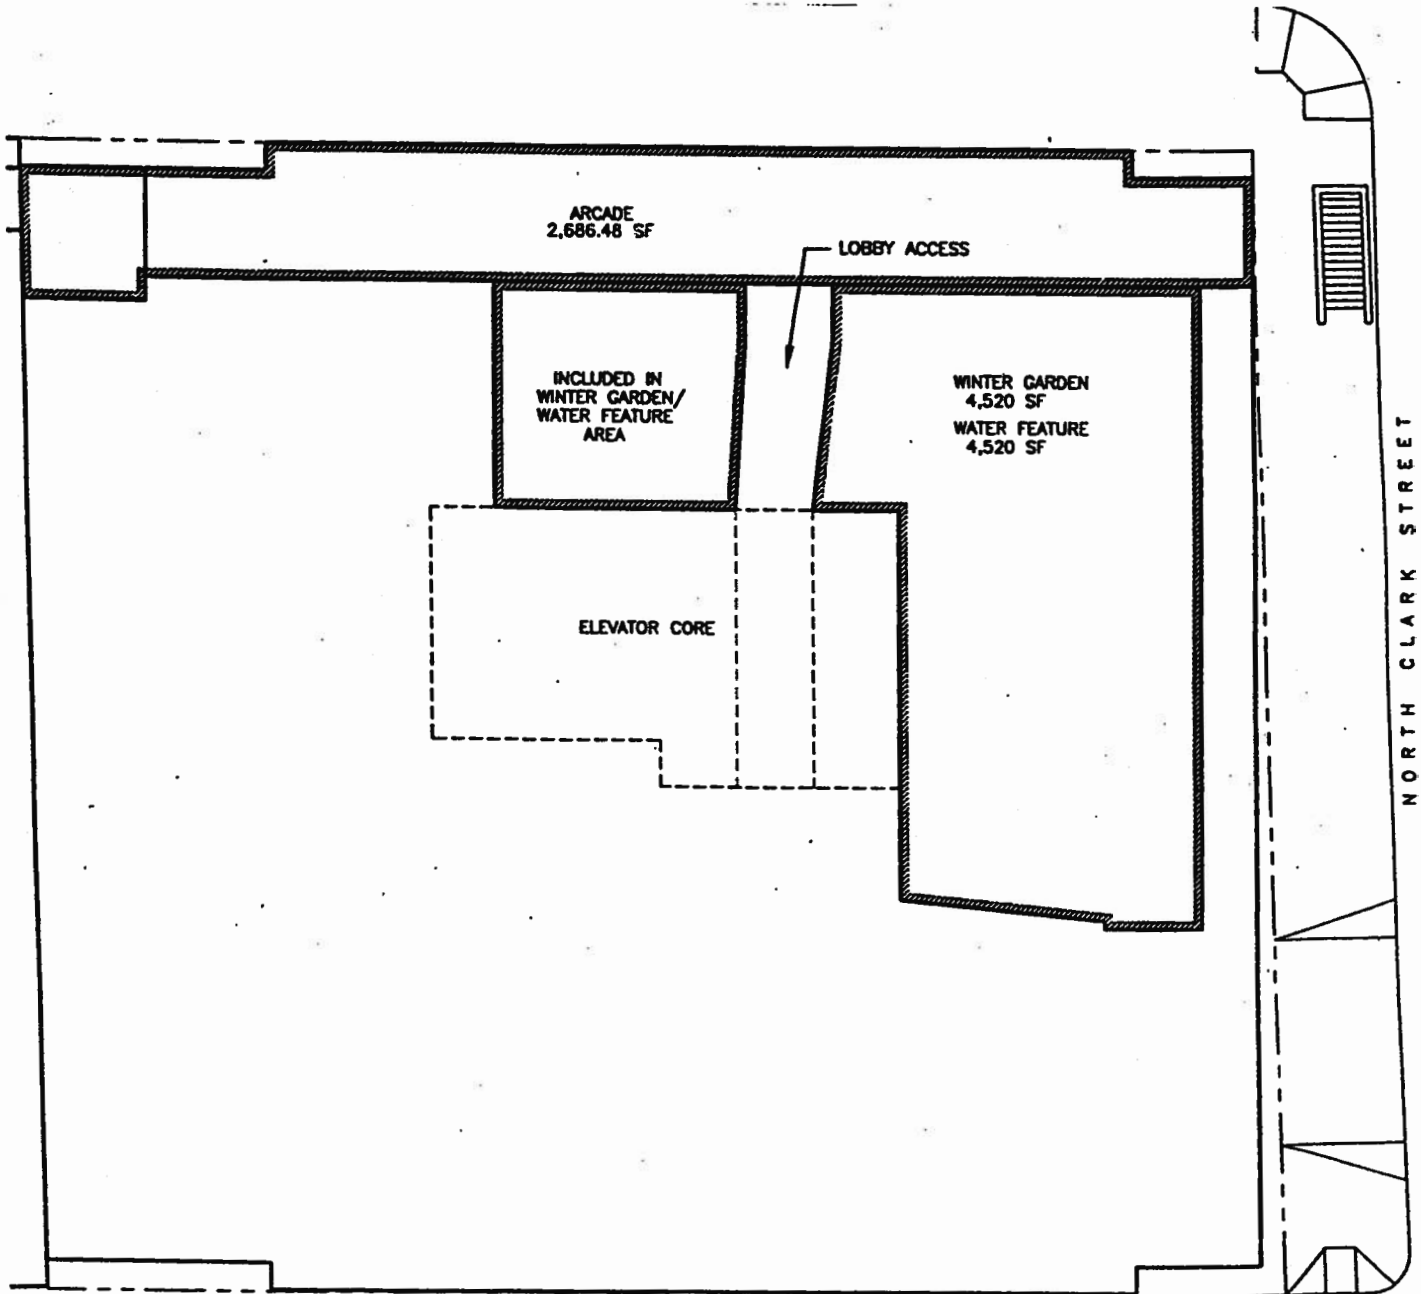 ARCADE
2,686.48 SF
LOBBY ACCESS
INCLUDED IN
WINTER GARDEN/
WATER FEATURE
AREA
WINTER GARDEN
4,520 SF
WATER FEATURE
4,520 SF
ELEVATOR CORE
NORTH CLARK STREET